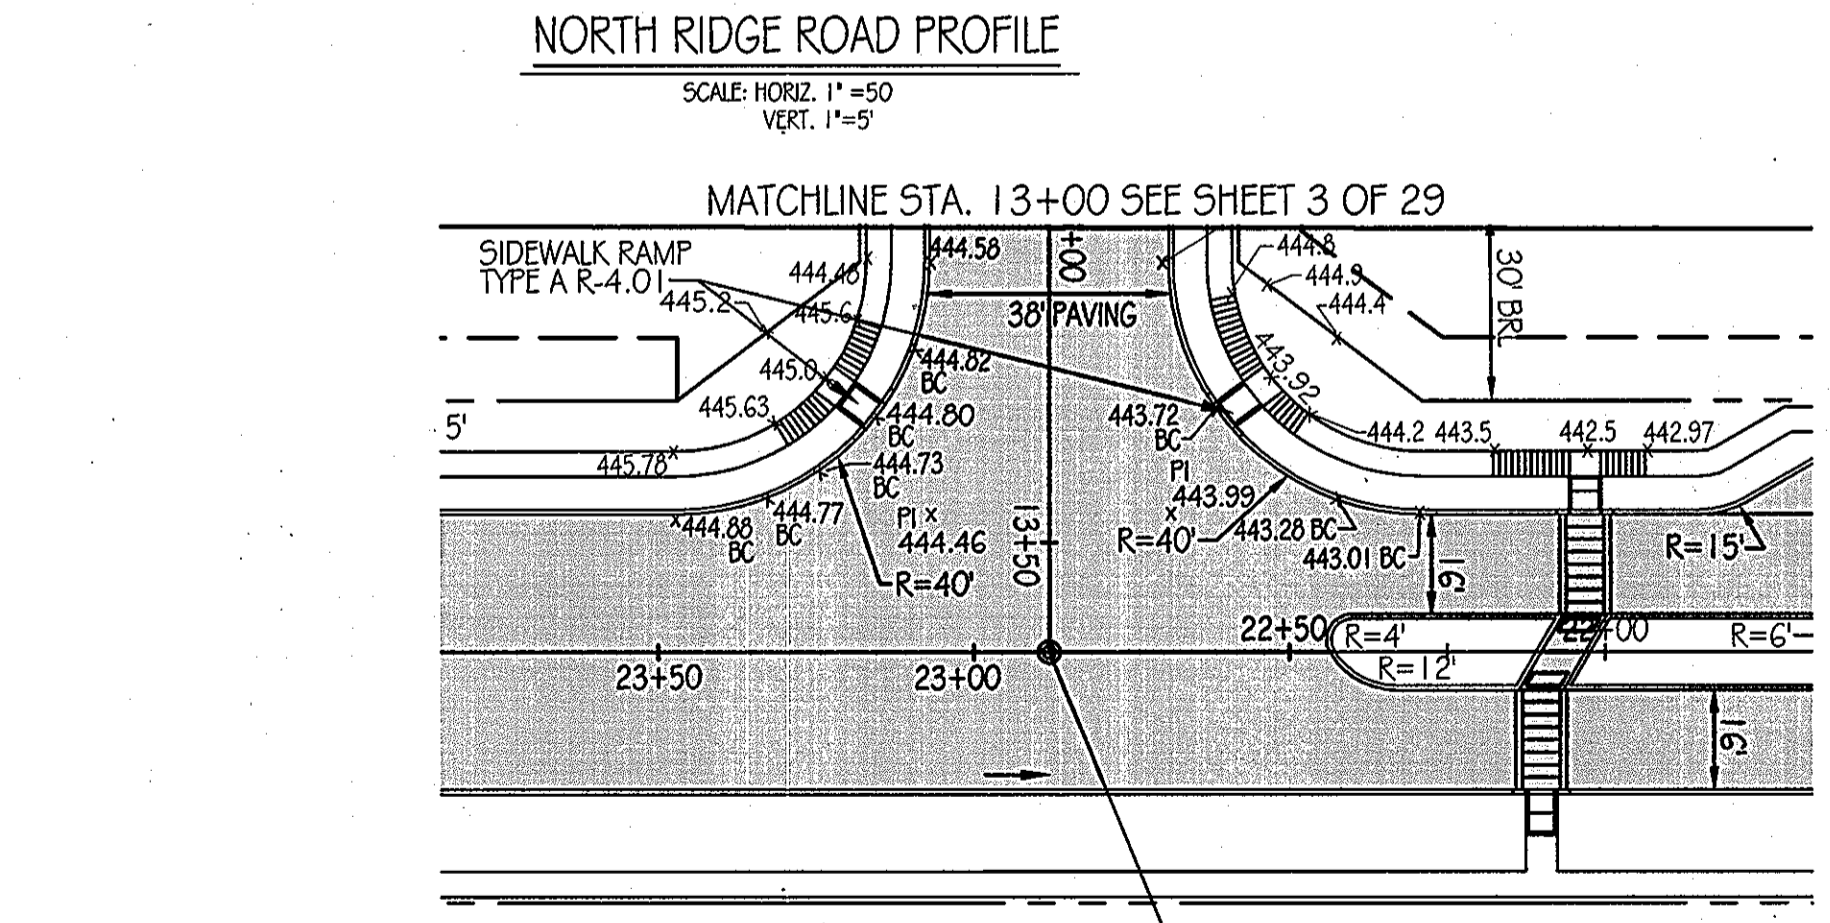 NORTH RIDGE ROAD PROFILE
SCALE: HORIZ. 1" =50
VERT. 1"=5'
MATCHLINE STA. 13+00 SEE SHEET 3 OF 29
SIDEWALK RAMP
TYPE A R-4.01
444.58
+00
444.8
444.9
444.4
30' BRL
445.2
445.6
38' PAVING
444.82
BC
443.92
445.0
445.63
444.80
BC
443.72
BC
5'
444.2
443.5
442.5
442.97
445.78
444.73
BC
PI
443.99
444.88
BC
444.77
BC
PI
444.46
13+50
R=40'
443.28 BC
443.01 BC
R=15'
R=40'
16'
22+50
R=4'
22+00
R=6'
R=12'
23+50
23+00
16'